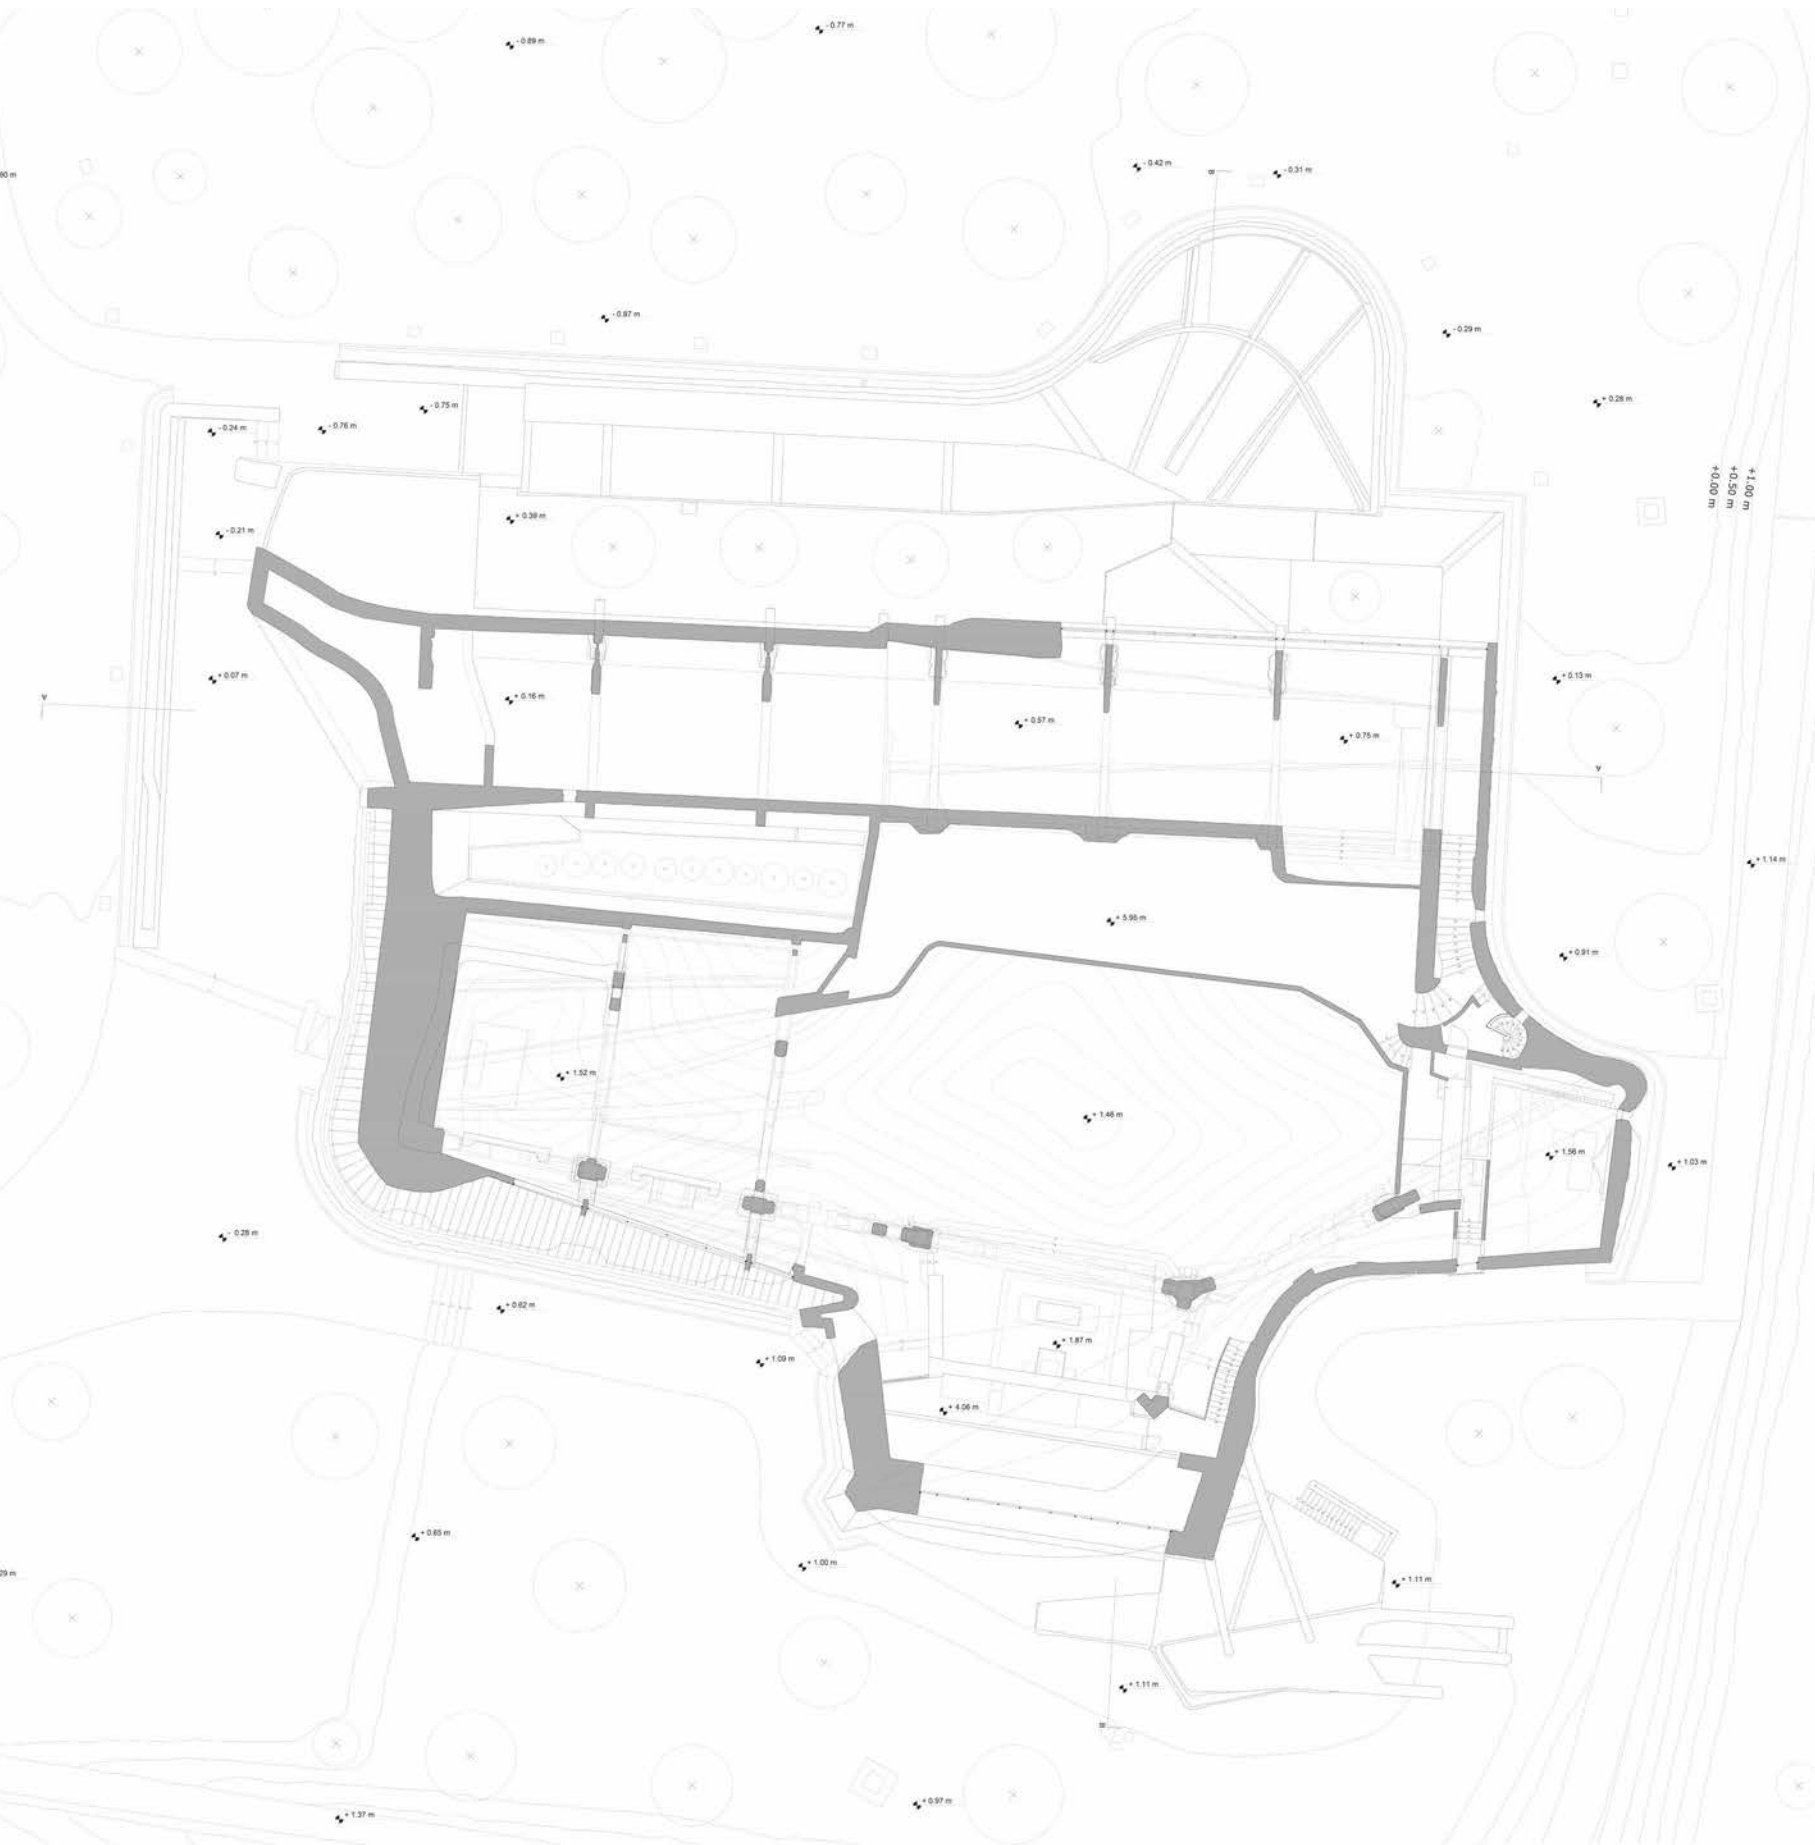 - 0.77 m
- 0.89 m
- 0.42 m
B
- 0.31 m
- 0.97 m
- 0.29 m
- 0.75 m
+ 0.28 m
- 0.24 m
- 0.76 m
+0.00 m
+0.50 m
+1.00 m
+ 0.39 m
- 0.21 m
+ 0.07 m
+ 0.13 m
A
+ 0.16 m
+ 0.57 m
+ 0.75 m
A
+ 1.14 m
+ 5.95 m
+ 0.91 m
+ 1.52 m
+ 1.46 m
+ 1.56 m
+ 1.03 m
- 0.28 m
+ 0.62 m
+ 1.87 m
+ 1.09 m
+ 4.06 m
+ 0.65 m
+ 1.00 m
+ 1.11 m
+ 1.11 m
B
+ 0.97 m
+ 1.37 m